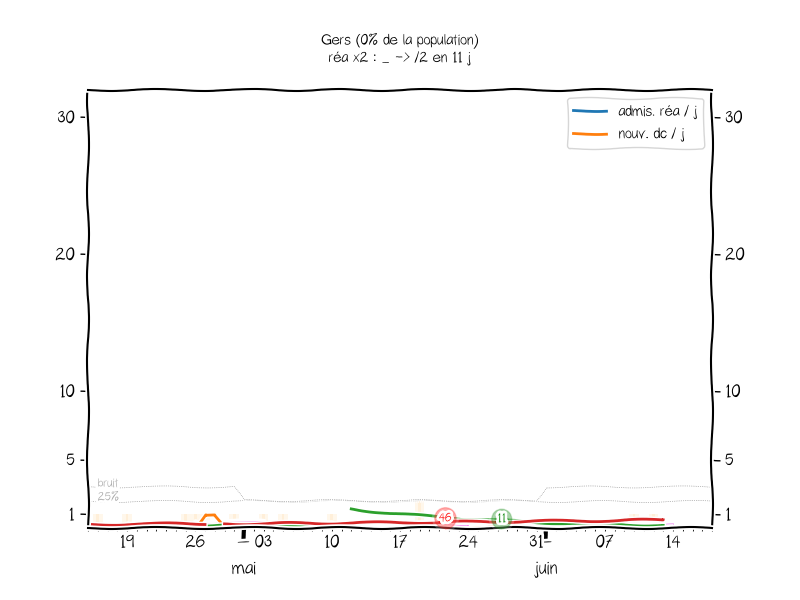 Gers (0% de la population)
réa x2 : _ -> /2 en 11 j
admis. réa / j
nouv. dc / j
30
30
20
20
10
10
5
5
bruit
25%
1
46
11
1
19 26 03 10 17 24 31 07 14
mai juin